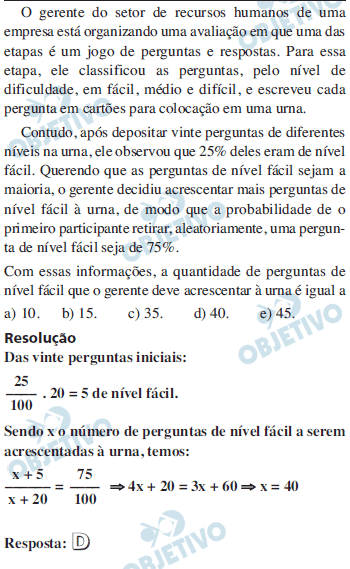 O gerente do setor de recursos humanos de uma
empresa está organizando uma avaliação em que uma das
etapas é um jogo de perguntas e respostas. Para essa
etapa, ele classificou as perguntas, pelo nível de
dificuldade, em fácil, médio e difícil, e escreveu cada
pergunta em cartões para colocação em uma urna.
Contudo, após depositar vinte perguntas de diferentes
níveis na urna, ele observou que 25% deles eram de nível
fácil. Querendo que as perguntas de nível fácil sejam a
maioria, o gerente decidiu acrescentar mais perguntas de
nível fácil à urna, de modo que a probabilidade de o
primeiro participante retirar, aleatoriamente, uma pergun-
ta de nível fácil seja de 75%.
Com essas informações, a quantidade de perguntas de
nível fácil que o gerente deve acrescentar à urna é igual a
a) 10. b) 15. c) 35. d) 40. e) 45.
Resolução
Das vinte perguntas iniciais:
25/100 . 20 = 5 de nível fácil.
Sendo x o número de perguntas de nível fácil a serem
acrescentadas à urna, temos:
x + 5/x + 20 = 75/100 ⇒ 4x + 20 = 3x + 60 ⇒ x = 40
Resposta: D
OBJETIVO
OBJETIVO
OBJETIVO
OBJETIVO
OBJETIVO
OBJETIVO